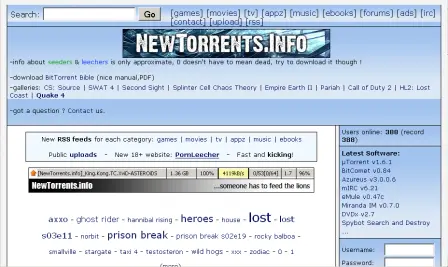 Search: Go [games] [movies] [tv] [appz] [music] [ebooks] [forums] [ads] [irc]
[contact] [upload] [rss]
NEWTORRENTS.INFO
-info about seeders & leechers is only approximate, 0 doesn't have to mean dead, try to download it though !
-download BitTorrent Bible (nice manual,PDF)
-galleries: CS: Source | SWAT 4 | Second Sight | Splinter Cell Chaos Theory | Empire Earth II | Pariah | Call of Duty 2 | HL2: Lost
Coast | Quake 4
-got a question ? Contact us.
New RSS feeds for each category: games | movies | tv | appz | music | ebooks
Public uploads - New 18+ website: PornLeecher - Fast and kicking!
King.Kong.TC.XviD-ASTEROiDS 1.36 GB 100% 4119kB/s 0/53[0/64] 1.7 96%
NewTorrents.info ...someone has to feed the lions
axxo - ghost rider - hannibal rising - heroes - house - lost - lost
s03e11 - norbit - prison break - prison break s02e19 - rocky balboa -
smallville - stargate - taxi 4 - testosteron - wild hogs - xxx - zodiac - 0 - 1
(more)
Users online: 388 (record
388)
Latest Software:
µTorrent v1.6.1
BitComet v0.84
Azureus v3.0.0.6
mIRC v6.21
eMule v0.47c
Miranda IM v0.7.0
DVDx v2.7
Spybot Search and Destroy
...
Username:
Password: